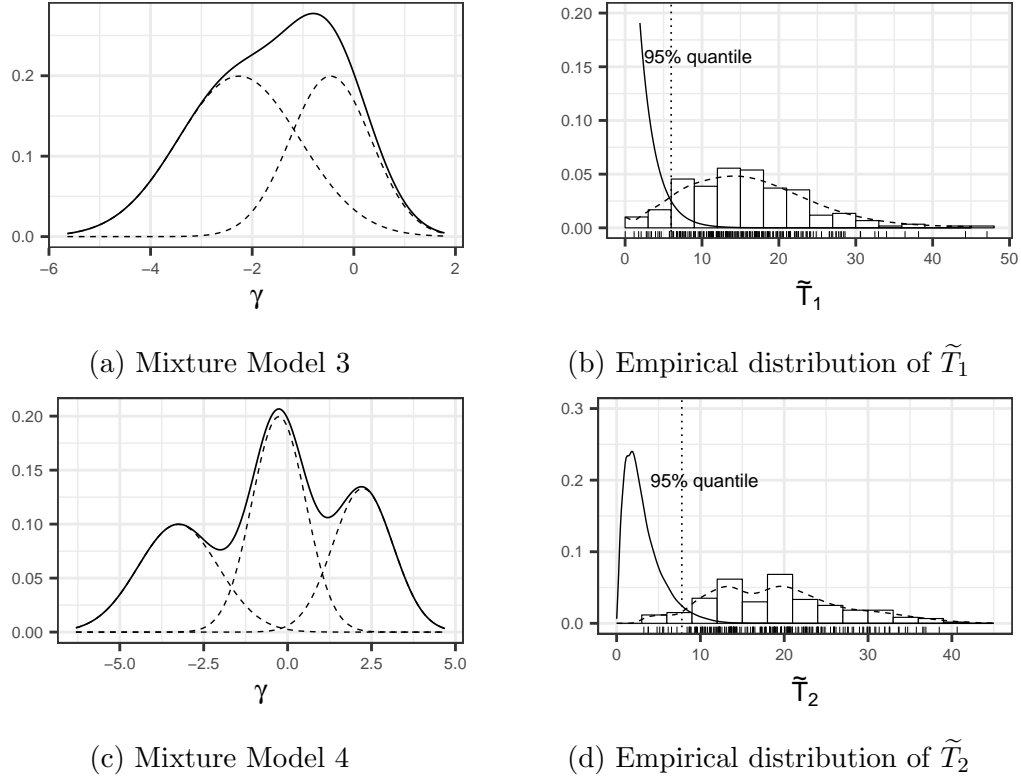 0.2
0.1
0.0
−6 −4 −2 0 2
γ
0.20
0.15
0.10
0.05
0.00
95% quantile
0 10 20 30 40 50
T̃₁
(a) Mixture Model 3
(b) Empirical distribution of T̃₁
0.20
0.15
0.10
0.05
0.00
−5.0 −2.5 0.0 2.5 5.0
γ
0.3
0.2
0.1
0.0
95% quantile
0 20 40
T̃₂
(c) Mixture Model 4
(d) Empirical distribution of T̃₂